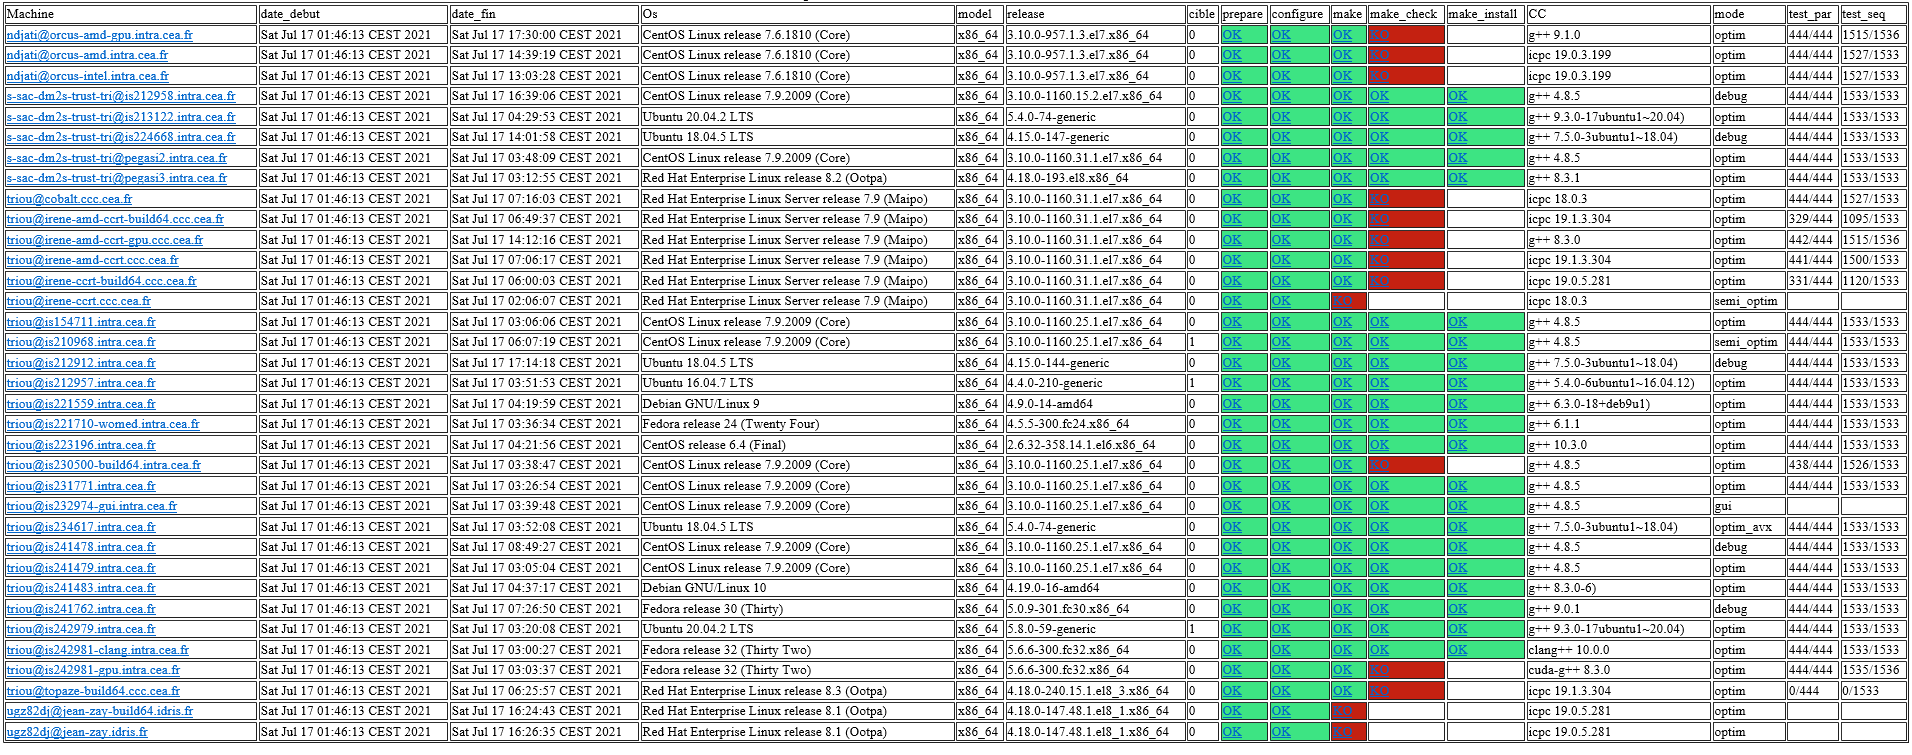 Machine date_debut date_fin Os model release cible prepare configure make make_check make_install CC mode test_par test_seq
ndjati@orcus-amd-gpu.intra.cea.fr Sat Jul 17 01:46:13 CEST 2021 Sat Jul 17 17:30:00 CEST 2021 CentOS Linux release 7.6.1810 (Core) x86_64 3.10.0-957.1.3.el7.x86_64 0 OK OK OK KO g++ 9.1.0 optim 444/444 1515/1536
ndjati@orcus-amd.intra.cea.fr Sat Jul 17 01:46:13 CEST 2021 Sat Jul 17 14:39:19 CEST 2021 CentOS Linux release 7.6.1810 (Core) x86_64 3.10.0-957.1.3.el7.x86_64 0 OK OK OK KO icpc 19.0.3.199 optim 444/444 1527/1533
ndjati@orcus-intel.intra.cea.fr Sat Jul 17 01:46:13 CEST 2021 Sat Jul 17 13:03:28 CEST 2021 CentOS Linux release 7.6.1810 (Core) x86_64 3.10.0-957.1.3.el7.x86_64 0 OK OK OK KO icpc 19.0.3.199 optim 444/444 1527/1533
s-sac-dm2s-trust-tri@is212958.intra.cea.fr Sat Jul 17 01:46:13 CEST 2021 Sat Jul 17 16:39:06 CEST 2021 CentOS Linux release 7.9.2009 (Core) x86_64 3.10.0-1160.15.2.el7.x86_64 0 OK OK OK OK OK g++ 4.8.5 debug 444/444 1533/1533
s-sac-dm2s-trust-tri@is213122.intra.cea.fr Sat Jul 17 01:46:13 CEST 2021 Sat Jul 17 04:29:53 CEST 2021 Ubuntu 20.04.2 LTS x86_64 5.4.0-74-generic 0 OK OK OK OK OK g++ 9.3.0-17ubuntu1~20.04) optim 444/444 1533/1533
s-sac-dm2s-trust-tri@is224668.intra.cea.fr Sat Jul 17 01:46:13 CEST 2021 Sat Jul 17 14:01:58 CEST 2021 Ubuntu 18.04.5 LTS x86_64 4.15.0-147-generic 0 OK OK OK OK OK g++ 7.5.0-3ubuntu1~18.04) debug 444/444 1533/1533
s-sac-dm2s-trust-tri@pegasi2.intra.cea.fr Sat Jul 17 01:46:13 CEST 2021 Sat Jul 17 03:48:09 CEST 2021 CentOS Linux release 7.9.2009 (Core) x86_64 3.10.0-1160.31.1.el7.x86_64 0 OK OK OK OK OK g++ 4.8.5 optim 444/444 1533/1533
s-sac-dm2s-trust-tri@pegasi3.intra.cea.fr Sat Jul 17 01:46:13 CEST 2021 Sat Jul 17 03:12:55 CEST 2021 Red Hat Enterprise Linux release 8.2 (Ootpa) x86_64 4.18.0-193.el8.x86_64 0 OK OK OK OK OK g++ 8.3.1 optim 444/444 1533/1533
triou@cobalt.ccc.cea.fr Sat Jul 17 01:46:13 CEST 2021 Sat Jul 17 07:16:03 CEST 2021 Red Hat Enterprise Linux Server release 7.9 (Maipo) x86_64 3.10.0-1160.31.1.el7.x86_64 0 OK OK OK KO icpc 18.0.3 optim 444/444 1527/1533
triou@irene-amd-ccrt-build64.ccc.cea.fr Sat Jul 17 01:46:13 CEST 2021 Sat Jul 17 06:49:37 CEST 2021 Red Hat Enterprise Linux Server release 7.9 (Maipo) x86_64 3.10.0-1160.31.1.el7.x86_64 0 OK OK OK KO icpc 19.1.3.304 optim 329/444 1095/1533
triou@irene-amd-ccrt-gpu.ccc.cea.fr Sat Jul 17 01:46:13 CEST 2021 Sat Jul 17 14:12:16 CEST 2021 Red Hat Enterprise Linux Server release 7.9 (Maipo) x86_64 3.10.0-1160.31.1.el7.x86_64 0 OK OK OK KO g++ 8.3.0 optim 442/444 1515/1536
triou@irene-amd-ccrt.ccc.cea.fr Sat Jul 17 01:46:13 CEST 2021 Sat Jul 17 07:06:17 CEST 2021 Red Hat Enterprise Linux Server release 7.9 (Maipo) x86_64 3.10.0-1160.31.1.el7.x86_64 0 OK OK OK KO icpc 19.1.3.304 optim 441/444 1500/1533
triou@irene-ccrt-build64.ccc.cea.fr Sat Jul 17 01:46:13 CEST 2021 Sat Jul 17 06:00:03 CEST 2021 Red Hat Enterprise Linux Server release 7.9 (Maipo) x86_64 3.10.0-1160.31.1.el7.x86_64 0 OK OK OK KO icpc 19.0.5.281 optim 331/444 1120/1533
triou@irene-ccrt.ccc.cea.fr Sat Jul 17 01:46:13 CEST 2021 Sat Jul 17 02:06:07 CEST 2021 Red Hat Enterprise Linux Server release 7.9 (Maipo) x86_64 3.10.0-1160.31.1.el7.x86_64 0 OK OK KO icpc 18.0.3 semi_optim
triou@is154711.intra.cea.fr Sat Jul 17 01:46:13 CEST 2021 Sat Jul 17 03:06:06 CEST 2021 CentOS Linux release 7.9.2009 (Core) x86_64 3.10.0-1160.25.1.el7.x86_64 0 OK OK OK OK OK g++ 4.8.5 optim 444/444 1533/1533
triou@is210968.intra.cea.fr Sat Jul 17 01:46:13 CEST 2021 Sat Jul 17 06:07:19 CEST 2021 CentOS Linux release 7.9.2009 (Core) x86_64 3.10.0-1160.25.1.el7.x86_64 1 OK OK OK OK OK g++ 4.8.5 semi_optim 444/444 1533/1533
triou@is212912.intra.cea.fr Sat Jul 17 01:46:13 CEST 2021 Sat Jul 17 17:14:18 CEST 2021 Ubuntu 18.04.5 LTS x86_64 4.15.0-144-generic 0 OK OK OK OK OK g++ 7.5.0-3ubuntu1~18.04) debug 444/444 1533/1533
triou@is212957.intra.cea.fr Sat Jul 17 01:46:13 CEST 2021 Sat Jul 17 03:51:53 CEST 2021 Ubuntu 16.04.7 LTS x86_64 4.4.0-210-generic 1 OK OK OK OK OK g++ 5.4.0-6ubuntu1~16.04.12) optim 444/444 1533/1533
triou@is221559.intra.cea.fr Sat Jul 17 01:46:13 CEST 2021 Sat Jul 17 04:19:59 CEST 2021 Debian GNU/Linux 9 x86_64 4.9.0-14-amd64 0 OK OK OK OK OK g++ 6.3.0-18+deb9u1) optim 444/444 1533/1533
triou@is221710-womed.intra.cea.fr Sat Jul 17 01:46:13 CEST 2021 Sat Jul 17 03:36:34 CEST 2021 Fedora release 24 (Twenty Four) x86_64 4.5.5-300.fc24.x86_64 0 OK OK OK OK OK g++ 6.1.1 optim 444/444 1533/1533
triou@is223196.intra.cea.fr Sat Jul 17 01:46:13 CEST 2021 Sat Jul 17 04:21:56 CEST 2021 CentOS release 6.4 (Final) x86_64 2.6.32-358.14.1.el6.x86_64 0 OK OK OK OK OK g++ 10.3.0 optim 444/444 1533/1533
triou@is230500-build64.intra.cea.fr Sat Jul 17 01:46:13 CEST 2021 Sat Jul 17 03:38:47 CEST 2021 CentOS Linux release 7.9.2009 (Core) x86_64 3.10.0-1160.25.1.el7.x86_64 0 OK OK OK KO g++ 4.8.5 optim 438/444 1526/1533
triou@is231771.intra.cea.fr Sat Jul 17 01:46:13 CEST 2021 Sat Jul 17 03:26:54 CEST 2021 CentOS Linux release 7.9.2009 (Core) x86_64 3.10.0-1160.25.1.el7.x86_64 0 OK OK OK OK OK g++ 4.8.5 optim 444/444 1533/1533
triou@is232974-gui.intra.cea.fr Sat Jul 17 01:46:13 CEST 2021 Sat Jul 17 03:39:48 CEST 2021 CentOS Linux release 7.9.2009 (Core) x86_64 3.10.0-1160.25.1.el7.x86_64 0 OK OK OK OK OK g++ 4.8.5 gui
triou@is234617.intra.cea.fr Sat Jul 17 01:46:13 CEST 2021 Sat Jul 17 03:52:08 CEST 2021 Ubuntu 18.04.5 LTS x86_64 5.4.0-74-generic 0 OK OK OK OK OK g++ 7.5.0-3ubuntu1~18.04) optim_avx 444/444 1533/1533
triou@is241478.intra.cea.fr Sat Jul 17 01:46:13 CEST 2021 Sat Jul 17 08:49:27 CEST 2021 CentOS Linux release 7.9.2009 (Core) x86_64 3.10.0-1160.25.1.el7.x86_64 0 OK OK OK OK OK g++ 4.8.5 debug 444/444 1533/1533
triou@is241479.intra.cea.fr Sat Jul 17 01:46:13 CEST 2021 Sat Jul 17 03:05:04 CEST 2021 CentOS Linux release 7.9.2009 (Core) x86_64 3.10.0-1160.25.1.el7.x86_64 0 OK OK OK OK OK g++ 4.8.5 optim 444/444 1533/1533
triou@is241483.intra.cea.fr Sat Jul 17 01:46:13 CEST 2021 Sat Jul 17 04:37:17 CEST 2021 Debian GNU/Linux 10 x86_64 4.19.0-16-amd64 0 OK OK OK OK OK g++ 8.3.0-6) optim 444/444 1533/1533
triou@is241762.intra.cea.fr Sat Jul 17 01:46:13 CEST 2021 Sat Jul 17 07:26:50 CEST 2021 Fedora release 30 (Thirty) x86_64 5.0.9-301.fc30.x86_64 0 OK OK OK OK OK g++ 9.0.1 debug 444/444 1533/1533
triou@is242979.intra.cea.fr Sat Jul 17 01:46:13 CEST 2021 Sat Jul 17 03:20:08 CEST 2021 Ubuntu 20.04.2 LTS x86_64 5.8.0-59-generic 1 OK OK OK OK OK g++ 9.3.0-17ubuntu1~20.04) optim 444/444 1533/1533
triou@is242981-clang.intra.cea.fr Sat Jul 17 01:46:13 CEST 2021 Sat Jul 17 03:00:27 CEST 2021 Fedora release 32 (Thirty Two) x86_64 5.6.6-300.fc32.x86_64 0 OK OK OK OK OK clang++ 10.0.0 optim 444/444 1533/1533
triou@is242981-gpu.intra.cea.fr Sat Jul 17 01:46:13 CEST 2021 Sat Jul 17 03:03:37 CEST 2021 Fedora release 32 (Thirty Two) x86_64 5.6.6-300.fc32.x86_64 0 OK OK OK KO cuda-g++ 8.3.0 optim 444/444 1535/1536
triou@topaze-build64.ccc.cea.fr Sat Jul 17 01:46:13 CEST 2021 Sat Jul 17 06:25:57 CEST 2021 Red Hat Enterprise Linux release 8.3 (Ootpa) x86_64 4.18.0-240.15.1.el8_3.x86_64 0 OK OK OK KO icpc 19.1.3.304 optim 0/444 0/1533
ugz82dj@jean-zay-build64.idris.fr Sat Jul 17 01:46:13 CEST 2021 Sat Jul 17 16:24:43 CEST 2021 Red Hat Enterprise Linux release 8.1 (Ootpa) x86_64 4.18.0-147.48.1.el8_1.x86_64 0 OK OK KO icpc 19.0.5.281 optim
ugz82dj@jean-zay.idris.fr Sat Jul 17 01:46:13 CEST 2021 Sat Jul 17 16:26:35 CEST 2021 Red Hat Enterprise Linux release 8.1 (Ootpa) x86_64 4.18.0-147.48.1.el8_1.x86_64 0 OK OK KO icpc 19.0.5.281 optim